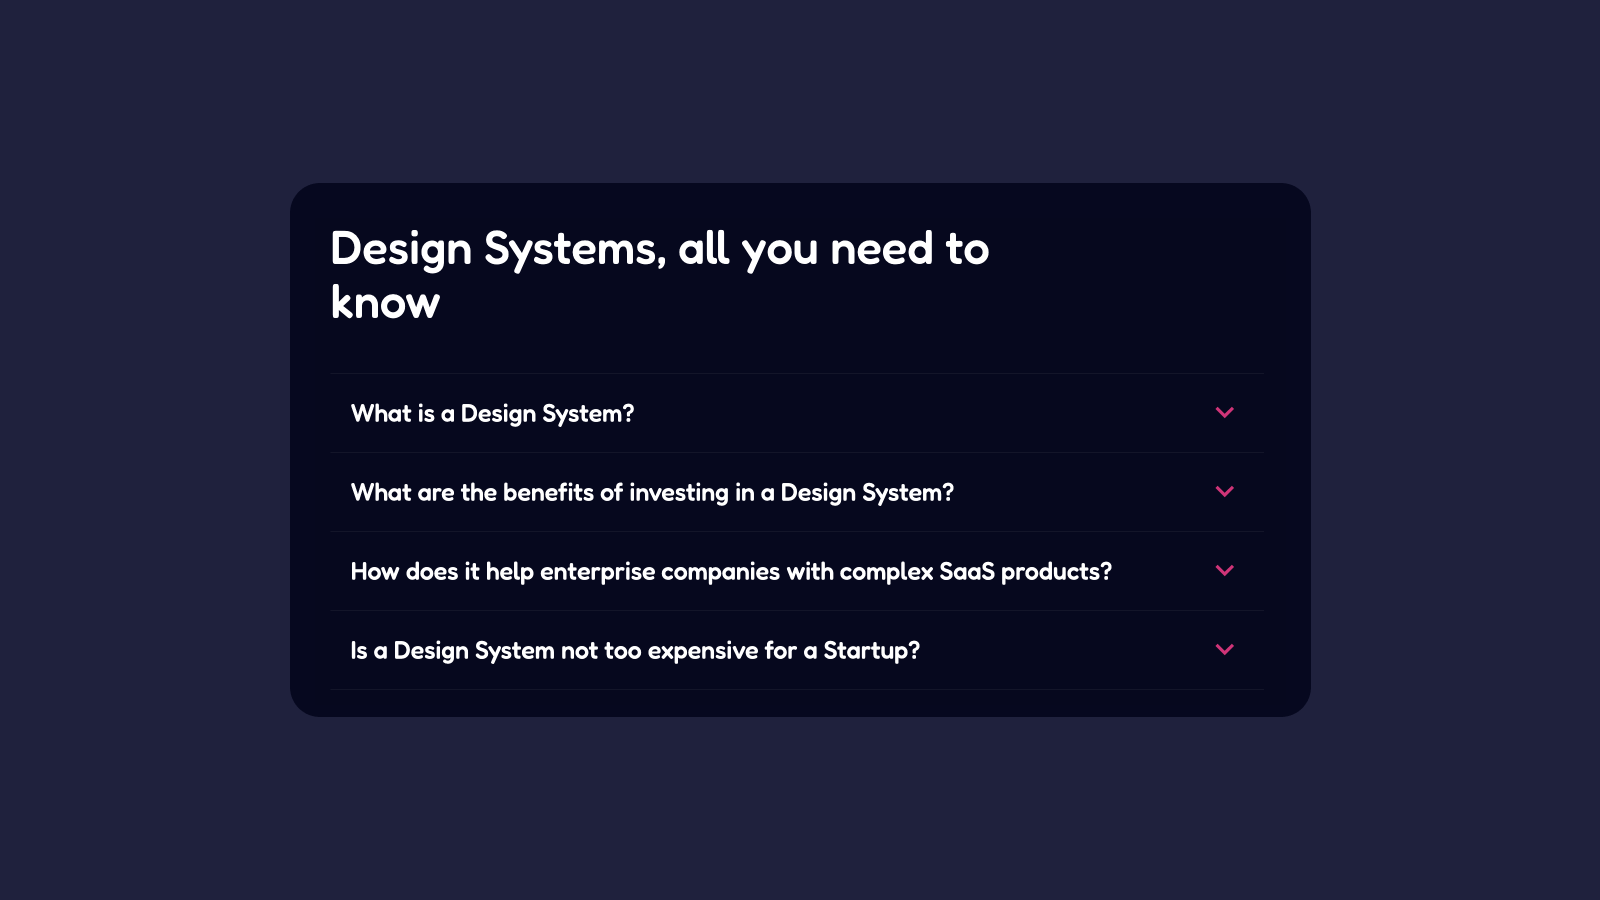 Design Systems, all you need to
know
What is a Design System?
What are the benefits of investing in a Design System?
How does it help enterprise companies with complex SaaS products?
Is a Design System not too expensive for a Startup?